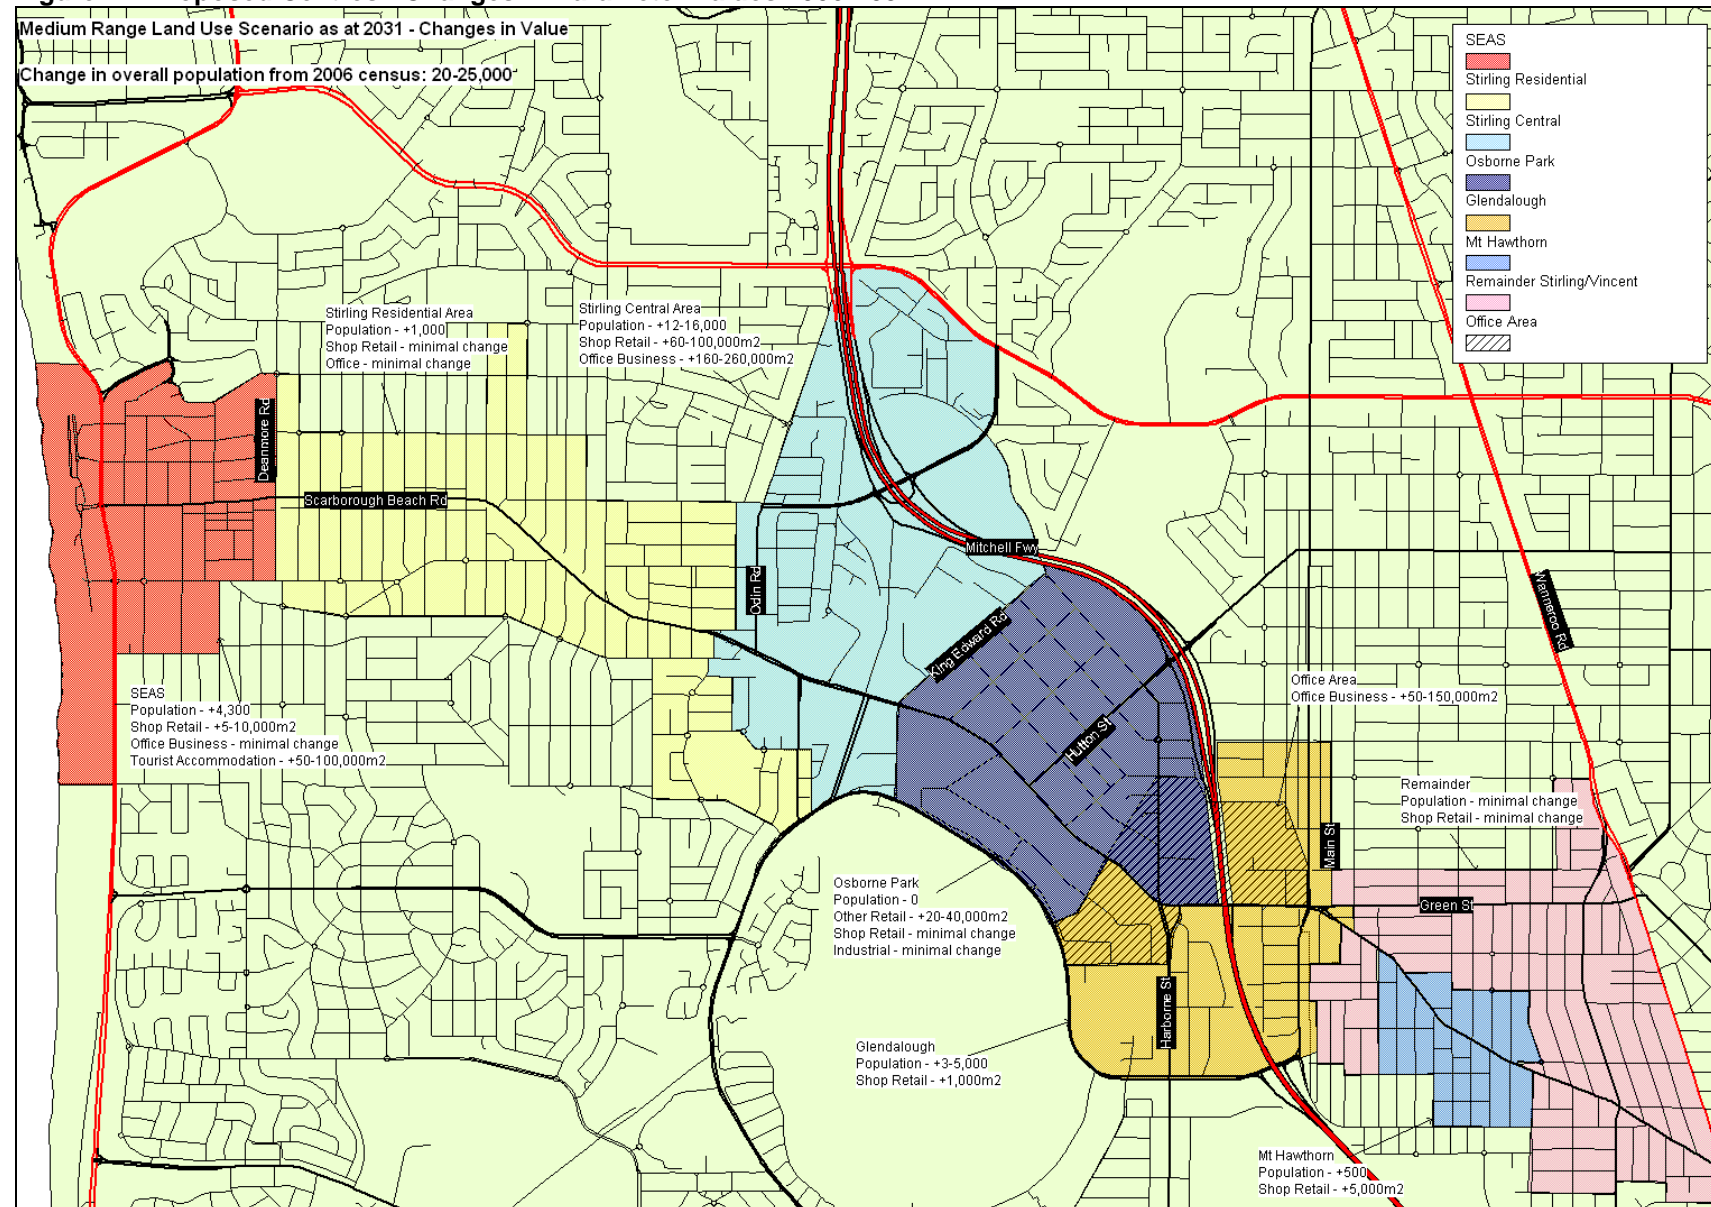 Medium Range Land Use Scenario as at 2031 - Changes in Value
Change in overall population from 2006 census: 20-25,000
SEAS
Stirling Residential
Stirling Central
Osborne Park
Glendalough
Mt Hawthorn
Remainder Stirling/Vincent
Office Area
Stirling Residential Area
Population - +1,000
Shop Retail - minimal change
Office - minimal change
Stirling Central Area
Population - +12-16,000
Shop Retail - +60-100,000m2
Office Business - +160-260,000m2
Deanmore Rd
Scarborough Beach Rd
Mitchell Fwy
Odin Rd
King Edward Rd
Wanneroo Rd
Hutton St
Office Area
Office Business - +50-150,000m2
SEAS
Population - +4,300
Shop Retail - +5-10,000m2
Office Business - minimal change
Tourist Accommodation - +50-100,000m2
Remainder
Population - minimal change
Shop Retail - minimal change
Main St
Green St
Osborne Park
Population - 0
Other Retail - +20-40,000m2
Shop Retail - minimal change
Industrial - minimal change
Harborne St
Glendalough
Population - +3-5,000
Shop Retail - +1,000m2
Mt Hawthorn
Population - +500
Shop Retail - +5,000m2